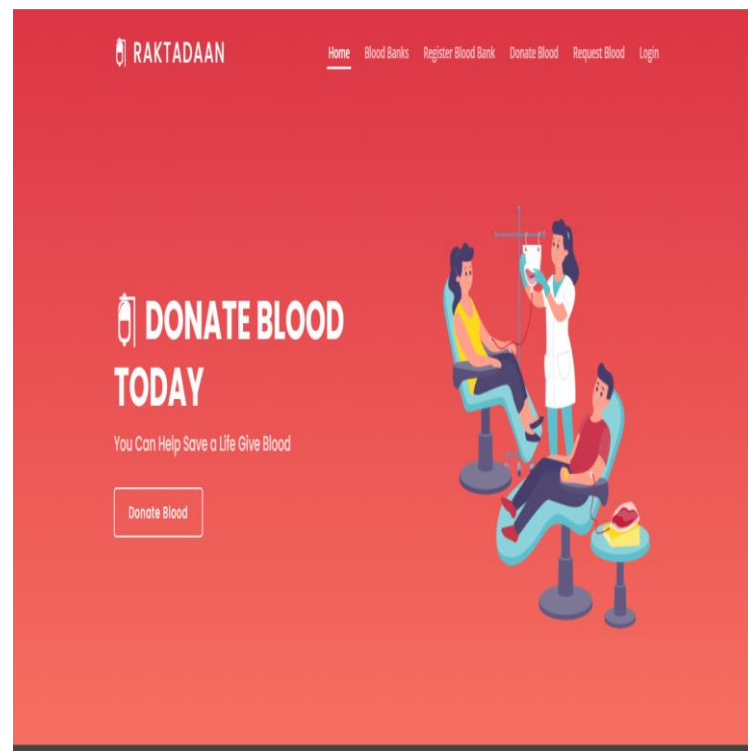 RAKTADAAN
Home Blood Banks Register Blood Bank Donate Blood Request Blood Login
DONATE BLOOD
TODAY
You Can Help Save a Life Give Blood
Donate Blood